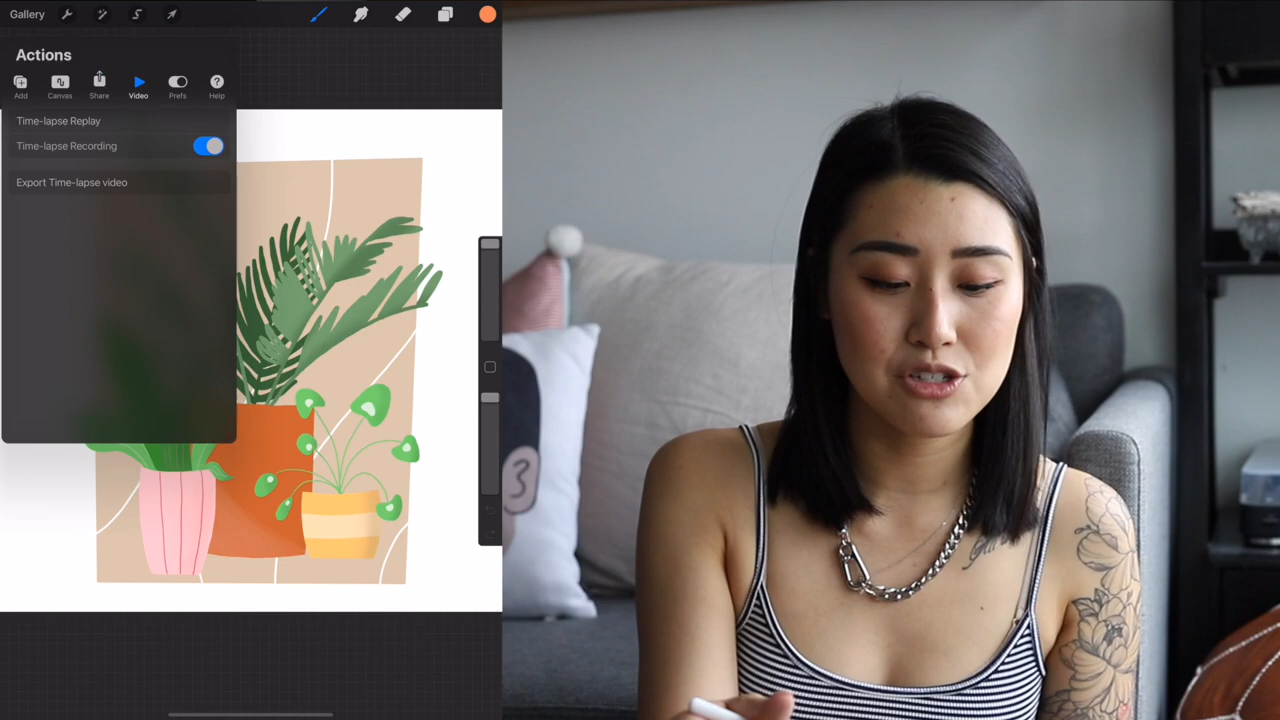 Gallery
Actions
Add Canvas Share Video Prefs Help
Time-lapse Replay
Time-lapse Recording
Export Time-lapse video